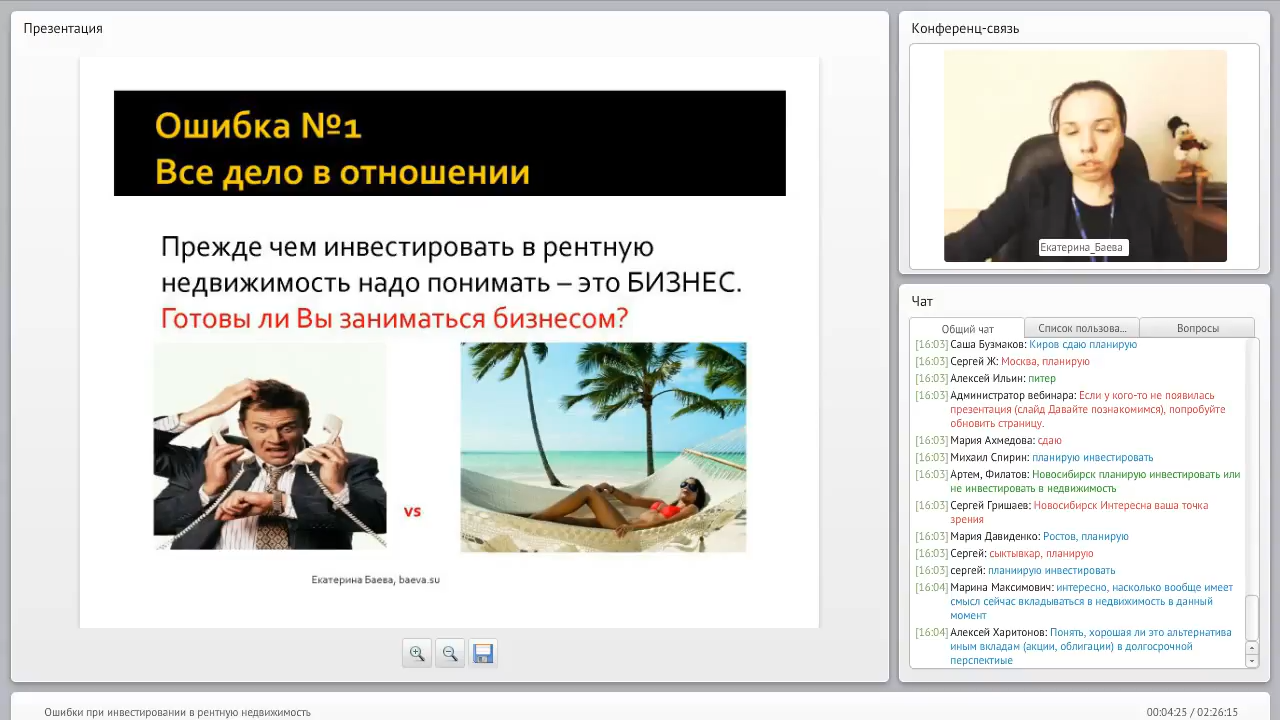 Презентация
Ошибка №1
Все дело в отношении
Прежде чем инвестировать в рентную
недвижимость надо понимать – это БИЗНЕС.
Готовы ли Вы заниматься бизнесом?
vs
Екатерина Баева, baeva.su
Конференц-связь
Екатерина_Баева
Чат
Общий чат
Список пользова...
Вопросы
[16:03] Саша Бузмаков: Киров сдаю планирую
[16:03] Сергей Ж: Москва, планирую
[16:03] Алексей Ильин: питер
[16:03] Администратор вебинара: Если у кого-то не появилась
презентация (слайд Давайте познакомимся), попробуйте
обновить страницу.
[16:03] Мария Ахмедова: сдаю
[16:03] Михаил Спирин: планирую инвестировать
[16:03] Артем, Филатов: Новосибирск планирую инвестировать или
не инвестировать в недвижимость
[16:03] Сергей Гришаев: Новосибирск Интересна ваша точка
зрения
[16:03] Мария Давиденко: Ростов, планирую
[16:03] Сергей: сыктывкар, планирую
[16:03] сергей: планиирую инвестировать
[16:04] Марина Максимович: интересно, насколько вообще имеет
смысл сейчас вкладываться в недвижимость в данный
момент
[16:04] Алексей Харитонов: Понять, хорошая ли это альтернатива
иным вкладам (акции, облигации) в долгосрочной
перспектиые
Ошибки при инвестировании в рентную недвижимость
00:04:25 / 02:26:15